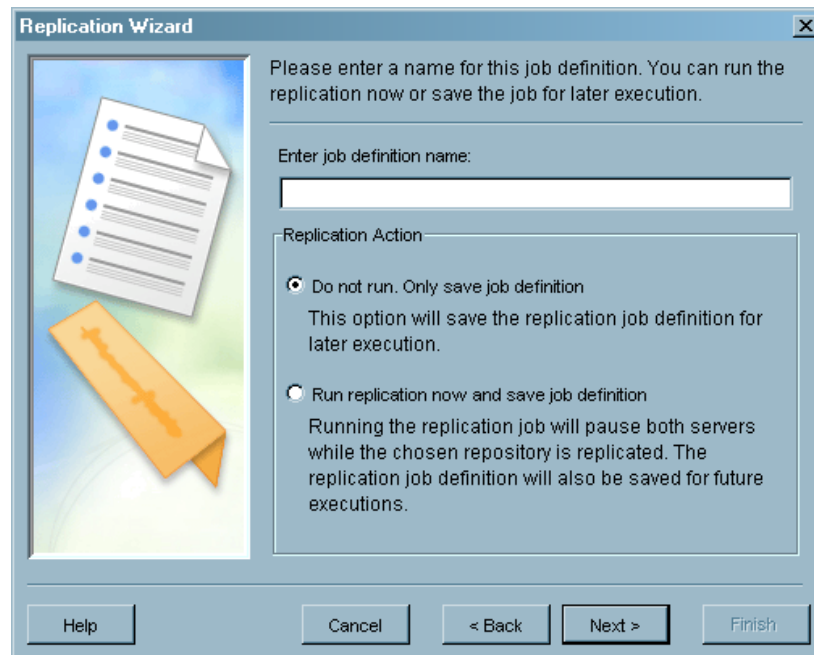 Replication Wizard
Please enter a name for this job definition. You can run the
replication now or save the job for later execution.
Enter job definition name:
Replication Action
Do not run. Only save job definition
This option will save the replication job definition for
later execution.
Run replication now and save job definition
Running the replication job will pause both servers
while the chosen repository is replicated. The
replication job definition will also be saved for future
executions.
Help
Cancel
< Back
Next >
Finish